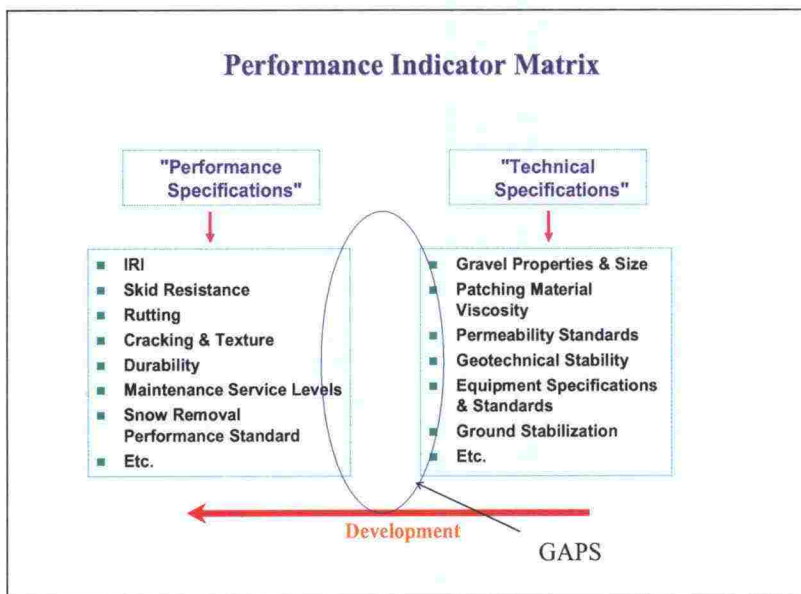 Performance Indicator Matrix
"Performance
Specifications"
IRI
Skid Resistance
Rutting
Cracking & Texture
Durability
Maintenance Service Levels
Snow Removal
Performance Standard
Etc.
"Technical
Specifications"
Gravel Properties & Size
Patching Material
Viscosity
Permeability Standards
Geotechnical Stability
Equipment Specifications
& Standards
Ground Stabilization
Etc.
Development
GAPS